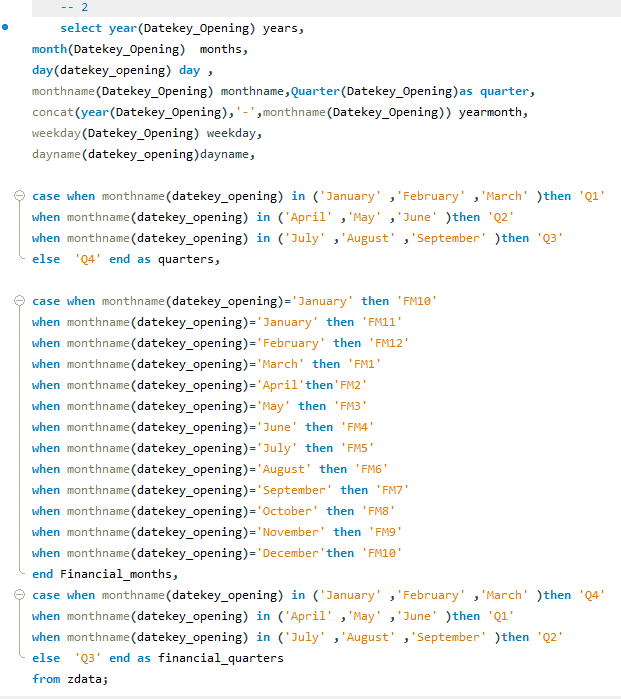 -- 2
select year(Datekey_Opening) years,
month(Datekey_Opening)  months,
day(datekey_opening) day ,
monthname(Datekey_Opening) monthname,Quarter(Datekey_Opening)as quarter,
concat(year(Datekey_Opening),'-',monthname(Datekey_Opening)) yearmonth,
weekday(Datekey_Opening) weekday,
dayname(datekey_opening)dayname,
case when monthname(datekey_opening) in ('January' ,'February' ,'March' )then 'Q1'
when monthname(datekey_opening) in ('April' ,'May' ,'June' )then 'Q2'
when monthname(datekey_opening) in ('July' ,'August' ,'September' )then 'Q3'
else  'Q4' end as quarters,
case when monthname(datekey_opening)='January' then 'FM10'
when monthname(datekey_opening)='January' then 'FM11'
when monthname(datekey_opening)='February' then 'FM12'
when monthname(datekey_opening)='March' then 'FM1'
when monthname(datekey_opening)='April'then'FM2'
when monthname(datekey_opening)='May' then 'FM3'
when monthname(datekey_opening)='June' then 'FM4'
when monthname(datekey_opening)='July' then 'FM5'
when monthname(datekey_opening)='August' then 'FM6'
when monthname(datekey_opening)='September' then 'FM7'
when monthname(datekey_opening)='October' then 'FM8'
when monthname(datekey_opening)='November' then 'FM9'
when monthname(datekey_opening)='December'then 'FM10'
end Financial_months,
case when monthname(datekey_opening) in ('January' ,'February' ,'March' )then 'Q4'
when monthname(datekey_opening) in ('April' ,'May' ,'June' )then 'Q1'
when monthname(datekey_opening) in ('July' ,'August' ,'September' )then 'Q2'
else  'Q3' end as financial_quarters
from zdata;